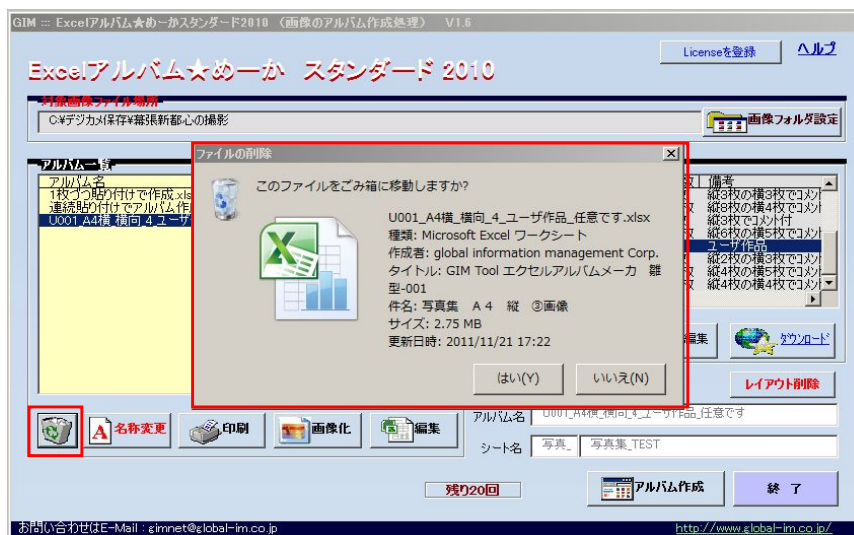 GIM ::: Excelアルバム★めーかスタンダード2010 （画像のアルバム作成処理） V1.6
Licenseを登録 ヘルプ
Excelアルバム★めーか スタンダード 2010
対象画像ファイル場所
C:¥デジカメ保存¥幕張新都心の撮影
画像フォルダ設定
アルバム一覧
アルバム名
1枚づつ貼り付けで作成.xls
連続貼り付けでアルバム作
U001_A4横_横向_4_ユーザ
ファイルの削除
このファイルをごみ箱に移動しますか?
U001_A4横_横向_4_ユーザ作品_任意です.xlsx
種類: Microsoft Excel ワークシート
作成者: global information management Corp.
タイトル: GIM Tool エクセルアルバムメーカ 雛
型-001
件名: 写真集 A 4 縦 ③画像
サイズ: 2.75 MB
更新日時: 2011/11/21 17:22
はい(Y) いいえ(N)
備考
縦3枚の横3枚でコメント
縦8枚の横4枚でコメント
縦3枚でコメント付
縦6枚の横5枚でコメント
ユーザ作品
縦2枚の横3枚でコメント
縦4枚の横5枚でコメント
縦4枚の横4枚でコメント
編集 ダウンロード
レイアウト削除
名称変更 印刷 画像化 編集
アルバム名 U001_A4横_横向_4_ユーザ作品_任意です
シート名 写真_ 写真集_TEST
残り20回
アルバム作成 終 了
お問い合わせはE-Mail : gimnet@global-im.co.jp
http://www.global-im.co.jp/